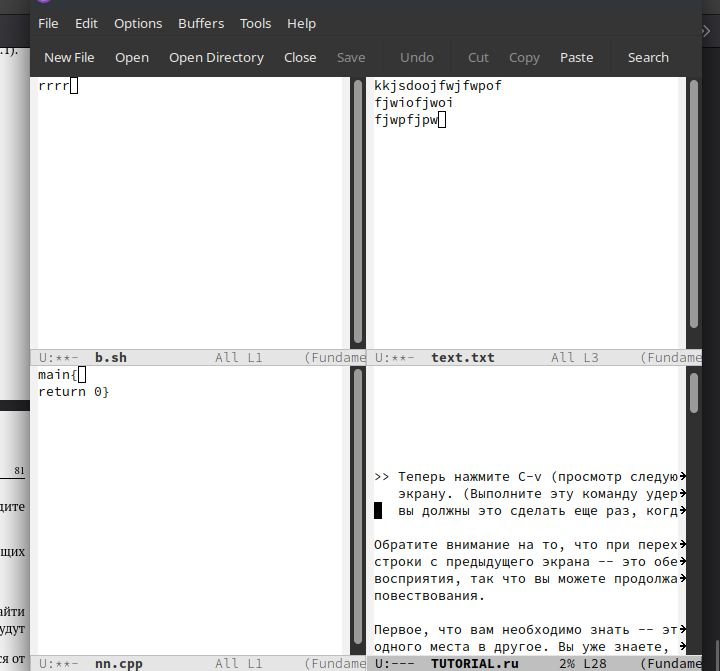 .1).
File Edit Options Buffers Tools Help
New File Open Open Directory Close Save Undo Cut Copy Paste Search
rrrr
U:**- b.sh All L1 (Fundame
kkjsdoojfwjfwpof
fjwiofjwoi
fjwpfjpw
U:**- text.txt All L3 (Fundame
main{
return 0}
U:**- nn.cpp All L1 (Fundame
>> Теперь нажмите C-v (просмотр следую
экрану. (Выполните эту команду удер
вы должны это сделать еще раз, когд
Обратите внимание на то, что при перех
строки с предыдущего экрана -- это обе
восприятия, так что вы можете продолжа
повествования.
Первое, что вам необходимо знать -- эт
одного места в другое. Вы уже знаете,
U:--- TUTORIAL.ru 2% L28 (Fundame
81
дите
щих
айти
удут
ся от